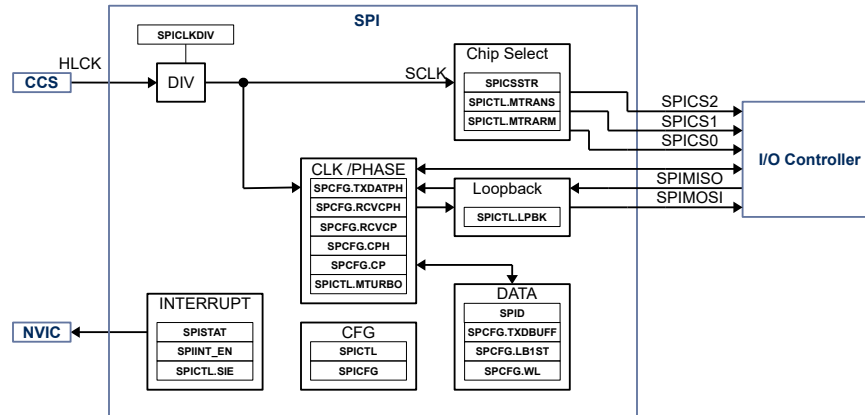 SPI
SPICLKDIV
HLCK
CCS
DIV
SCLK
Chip Select
SPICSSTR
SPICTL.MTRANS
SPICTL.MTRARM
SPICS2
SPICS1
SPICS0
I/O Controller
CLK /PHASE
SPCFG.TXDATPH
SPCFG.RCVCPH
SPCFG.RCVCP
SPCFG.CPH
SPCFG.CP
SPICTL.MTURBO
Loopback
SPICTL.LPBK
SPIMISO
SPIMOSI
INTERRUPT
SPISTAT
SPIINT_EN
SPICTL.SIE
NVIC
CFG
SPICTL
SPICFG
DATA
SPID
SPCFG.TXDBUFF
SPCFG.LB1ST
SPCFG.WL